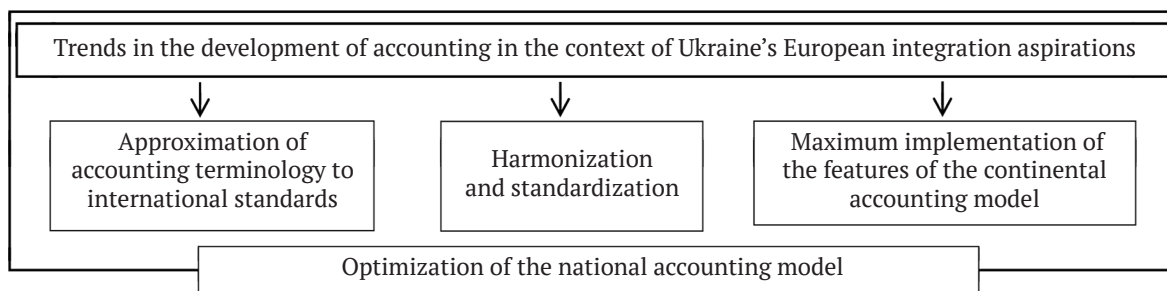 Trends in the development of accounting in the context of Ukraine’s European integration aspirations
Approximation of
accounting terminology to
international standards
Harmonization
and standardization
Maximum implementation of
the features of the continental
accounting model
Optimization of the national accounting model